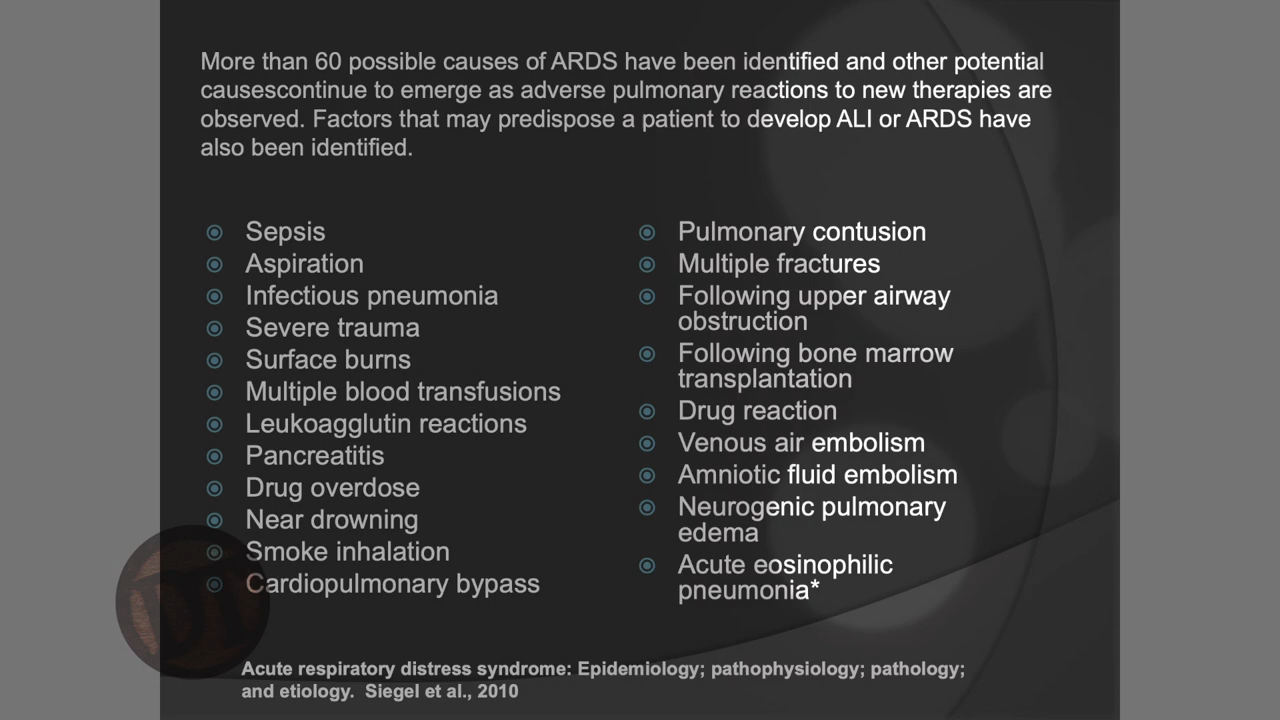 More than 60 possible causes of ARDS have been identified and other potential
causescontinue to emerge as adverse pulmonary reactions to new therapies are
observed. Factors that may predispose a patient to develop ALI or ARDS have
also been identified.
Sepsis
Aspiration
Infectious pneumonia
Severe trauma
Surface burns
Multiple blood transfusions
Leukoagglutin reactions
Pancreatitis
Drug overdose
Near drowning
Smoke inhalation
Cardiopulmonary bypass
Pulmonary contusion
Multiple fractures
Following upper airway
obstruction
Following bone marrow
transplantation
Drug reaction
Venous air embolism
Amniotic fluid embolism
Neurogenic pulmonary
edema
Acute eosinophilic
pneumonia*
Acute respiratory distress syndrome: Epidemiology; pathophysiology; pathology;
and etiology. Siegel et al., 2010